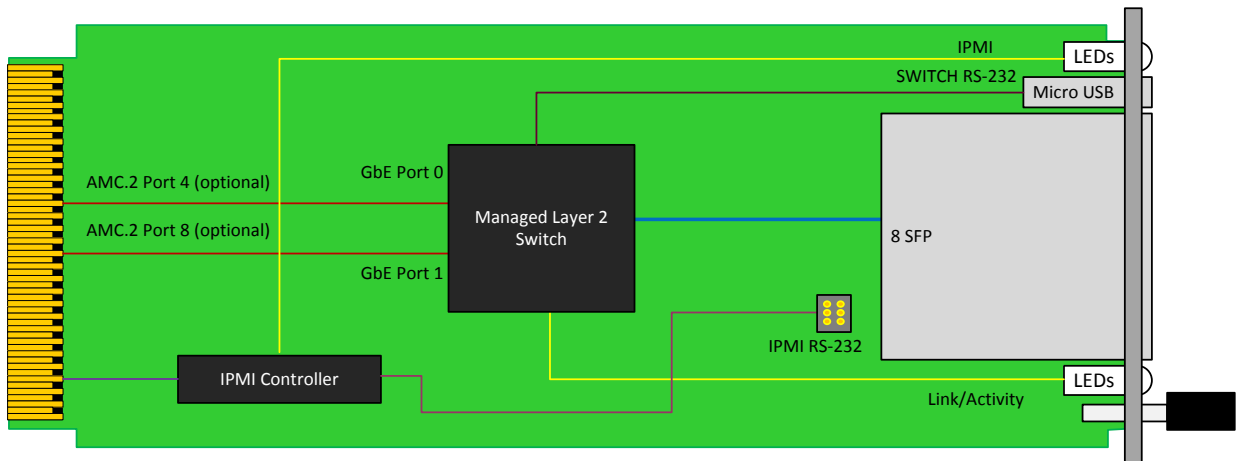 IPMI
LEDs
SWITCH RS-232
Micro USB
GbE Port 0
AMC.2 Port 4 (optional)
Managed Layer 2
Switch
AMC.2 Port 8 (optional)
8 SFP
GbE Port 1
IPMI RS-232
IPMI Controller
LEDs
Link/Activity